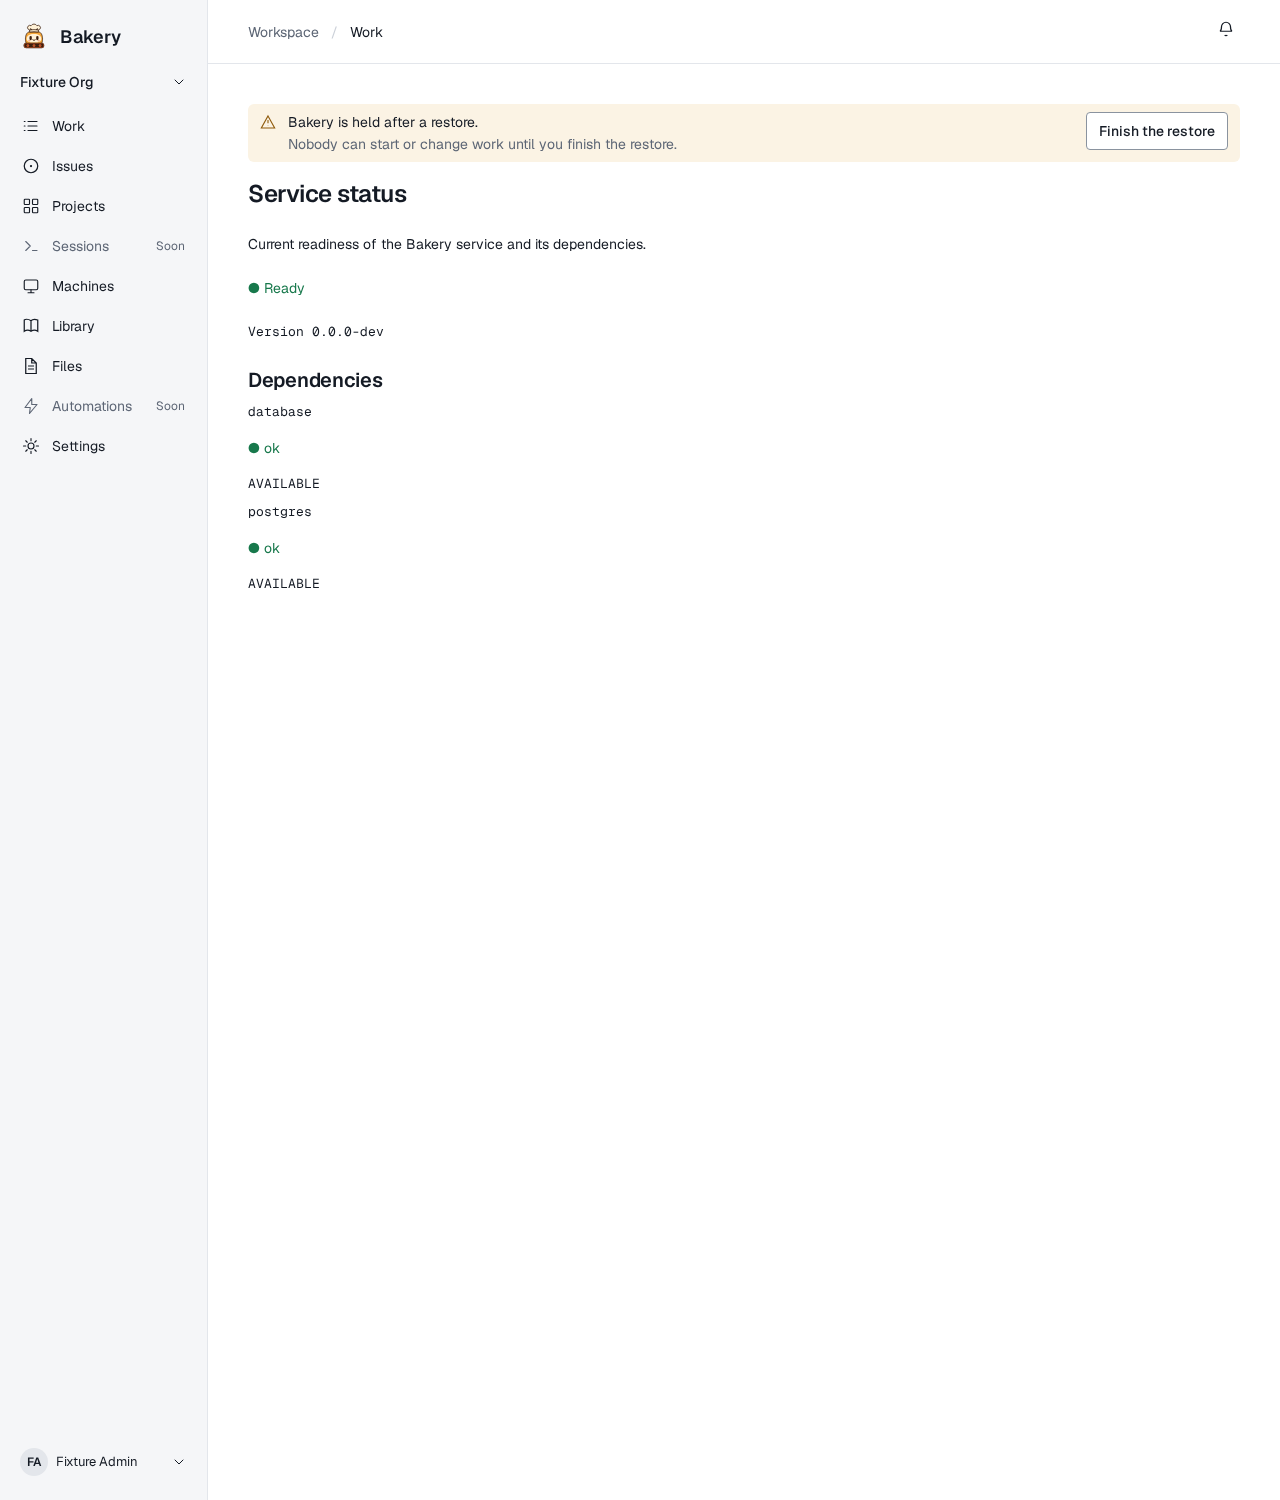 Bakery
Fixture Org
Work
Issues
Projects
Sessions Soon
Machines
Library
Files
Automations Soon
Settings
FA Fixture Admin
Workspace / Work
Bakery is held after a restore.
Nobody can start or change work until you finish the restore.
Finish the restore
Service status
Current readiness of the Bakery service and its dependencies.
Ready
Version 0.0.0-dev
Dependencies
database
ok
AVAILABLE
postgres
ok
AVAILABLE